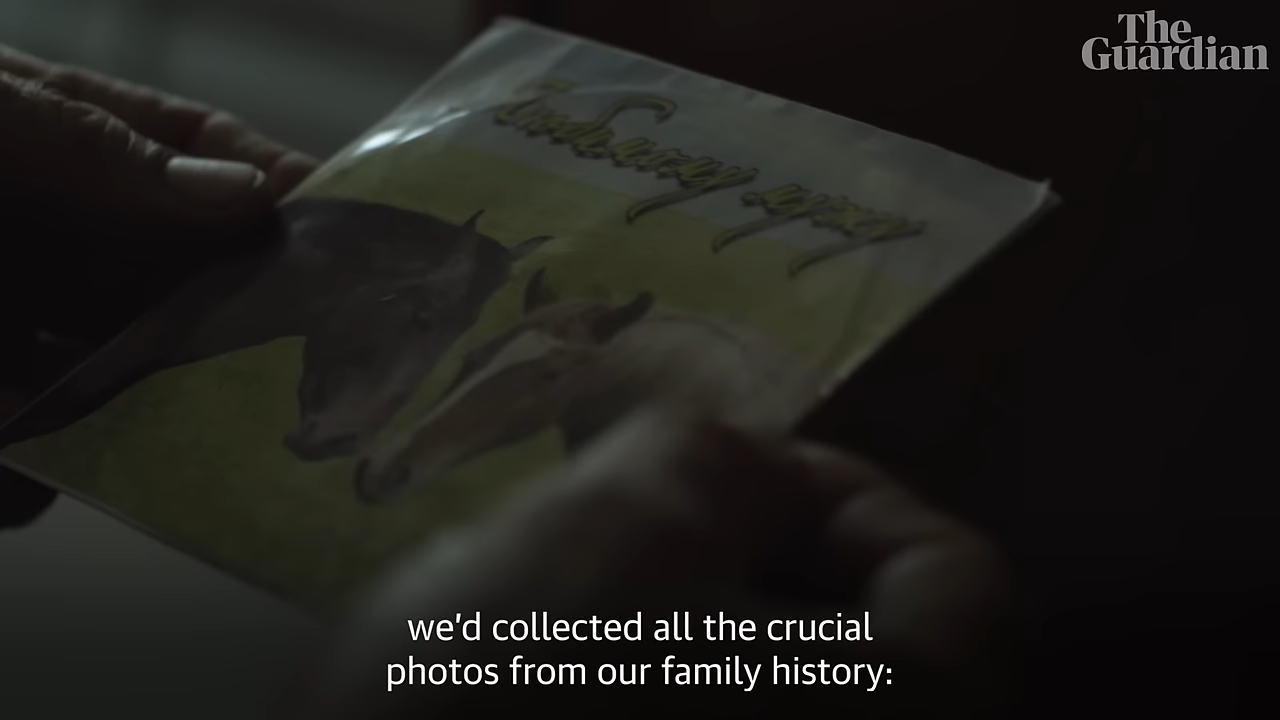 The
Guardian
we'd collected all the crucial
photos from our family history: